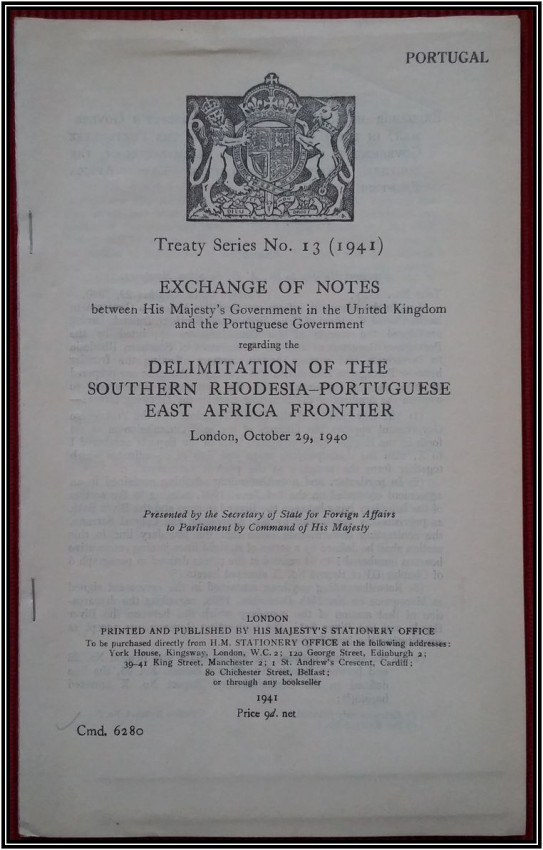 PORTUGAL
DIEU ET MON DROIT
Treaty Series No. 13 (1941)
EXCHANGE OF NOTES
between His Majesty's Government in the United Kingdom
and the Portuguese Government
regarding the
DELIMITATION OF THE
SOUTHERN RHODESIA–PORTUGUESE
EAST AFRICA FRONTIER
London, October 29, 1940
Presented by the Secretary of State for Foreign Affairs
to Parliament by Command of His Majesty
LONDON
PRINTED AND PUBLISHED BY HIS MAJESTY'S STATIONERY OFFICE
To be purchased directly from H.M. STATIONERY OFFICE at the following addresses:
York House, Kingsway, London, W.C. 2; 120 George Street, Edinburgh 2;
39–41 King Street, Manchester 2; 1 St. Andrew's Crescent, Cardiff;
80 Chichester Street, Belfast;
or through any bookseller
1941
Price 9d. net
Cmd. 6280